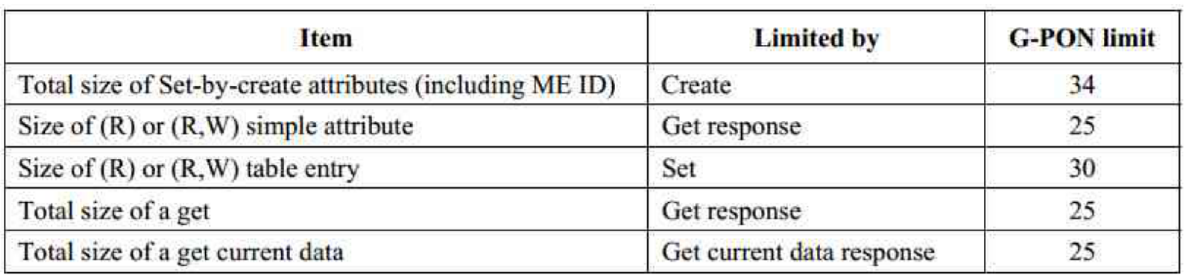 Item Limited by G-PON limit
Total size of Set-by-create attributes (including ME ID) Create 34
Size of (R) or (R,W) simple attribute Get response 25
Size of (R) or (R,W) table entry Set 30
Total size of a get Get response 25
Total size of a get current data Get current data response 25